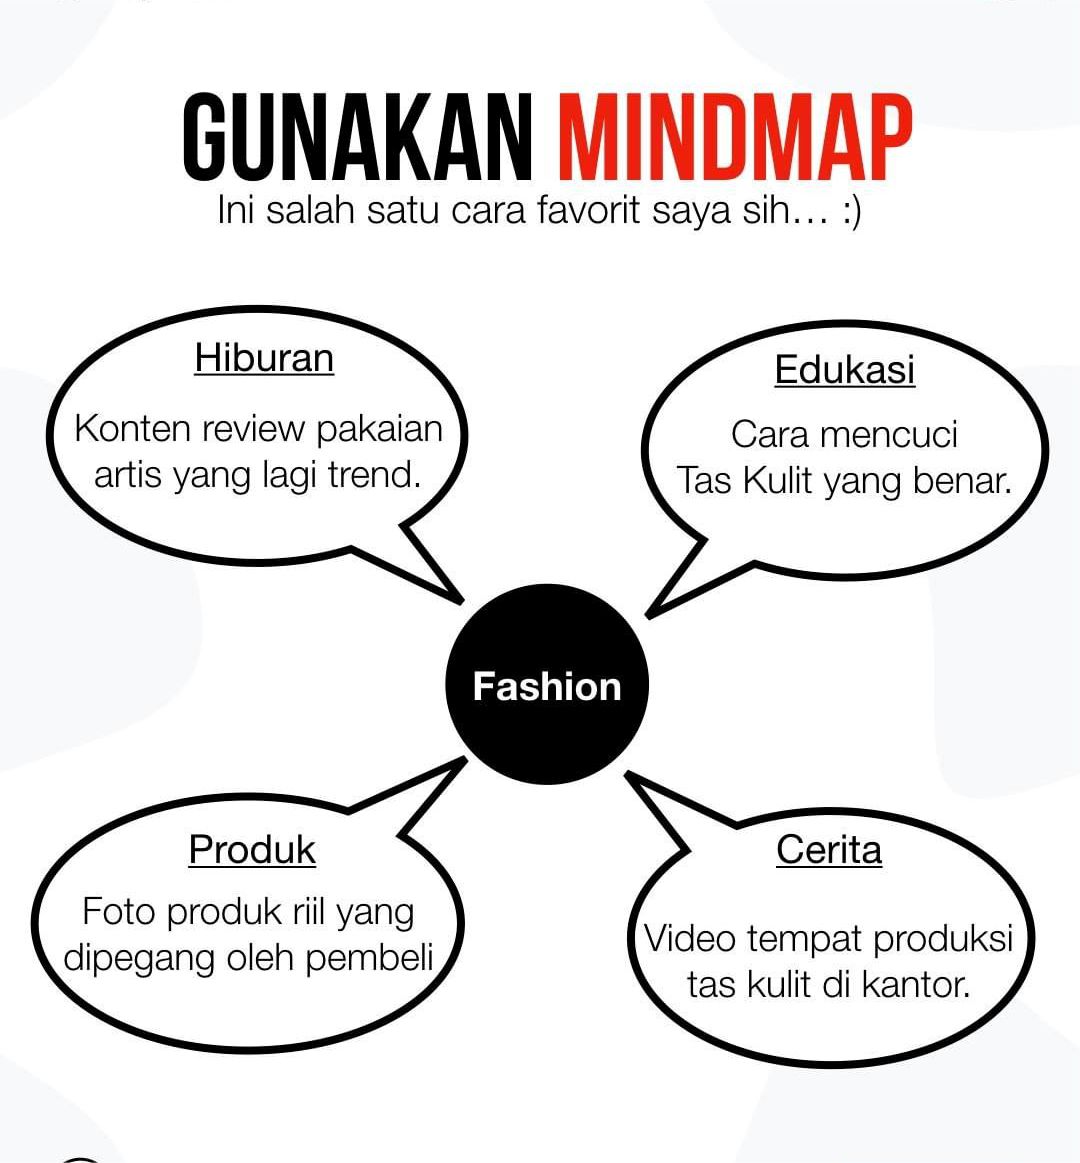 GUNAKAN MINDMAP
Ini salah satu cara favorit saya sih... :)
Hiburan
Konten review pakaian
artis yang lagi trend.
Edukasi
Cara mencuci
Tas Kulit yang benar.
Fashion
Produk
Foto produk riil yang
dipegang oleh pembeli
Cerita
Video tempat produksi
tas kulit di kantor.